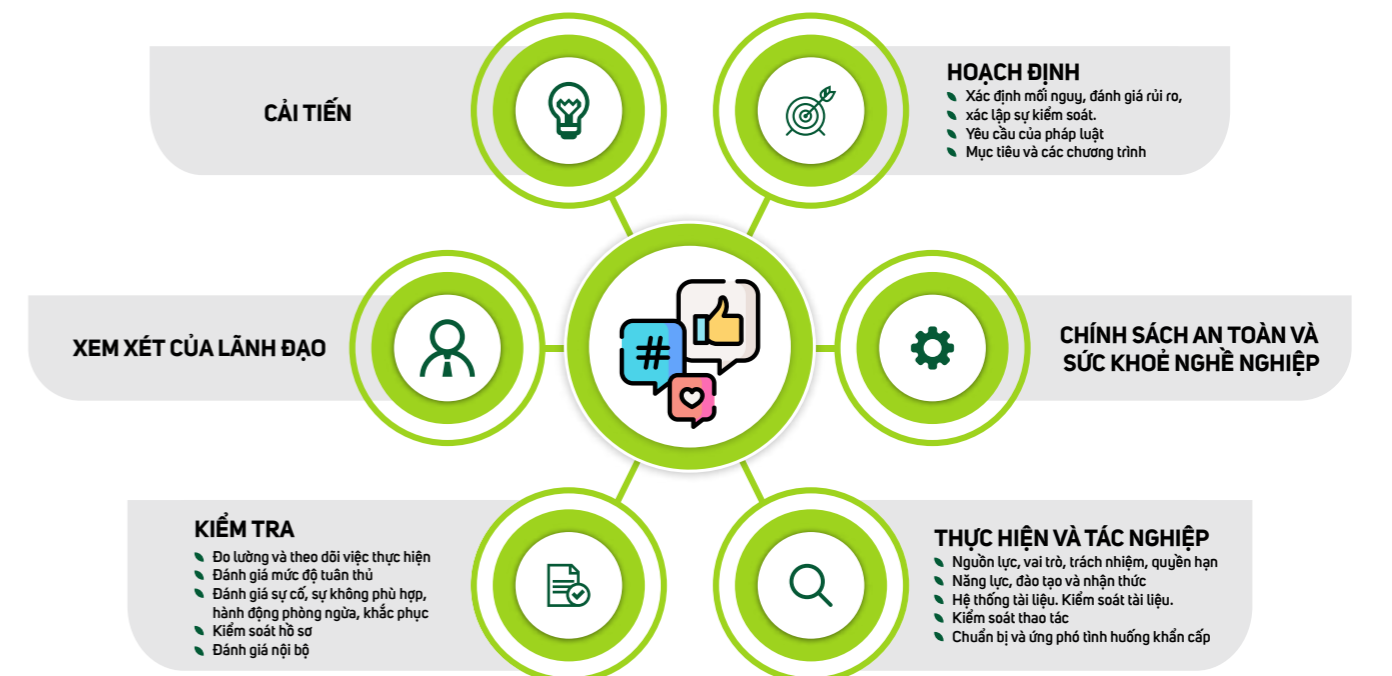 CẢI TIẾN
HOẠCH ĐỊNH
Xác định mối nguy, đánh giá rủi ro,
xác lập sự kiểm soát.
Yêu cầu của pháp luật
Mục tiêu và các chương trình
XEM XÉT CỦA LÃNH ĐẠO
#
CHÍNH SÁCH AN TOÀN VÀ
SỨC KHOẺ NGHỀ NGHIỆP
KIỂM TRA
Đo lường và theo dõi việc thực hiện
Đánh giá mức độ tuân thủ
Đánh giá sự cố, sự không phù hợp,
hành động phòng ngừa, khắc phục
Kiểm soát hồ sơ
Đánh giá nội bộ
THỰC HIỆN VÀ TÁC NGHIỆP
Nguồn lực, vai trò, trách nhiệm, quyền hạn
Năng lực, đào tạo và nhận thức
Hệ thống tài liệu. Kiểm soát tài liệu.
Kiểm soát thao tác
Chuẩn bị và ứng phó tình huống khẩn cấp